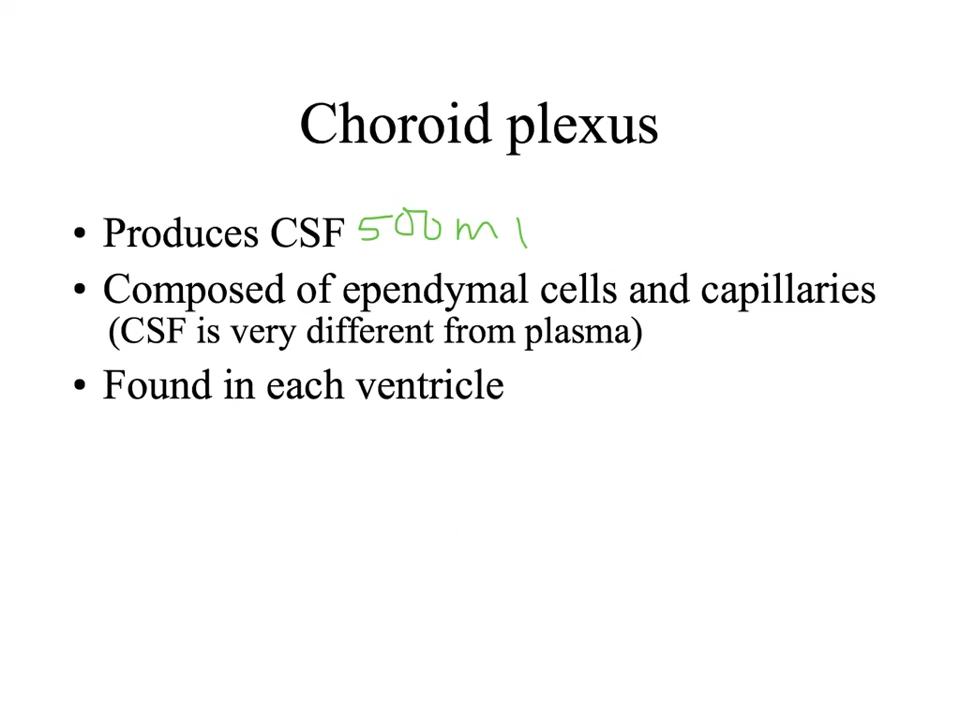 Choroid plexus
• Produces CSF 500 ml
• Composed of ependymal cells and capillaries
(CSF is very different from plasma)
• Found in each ventricle